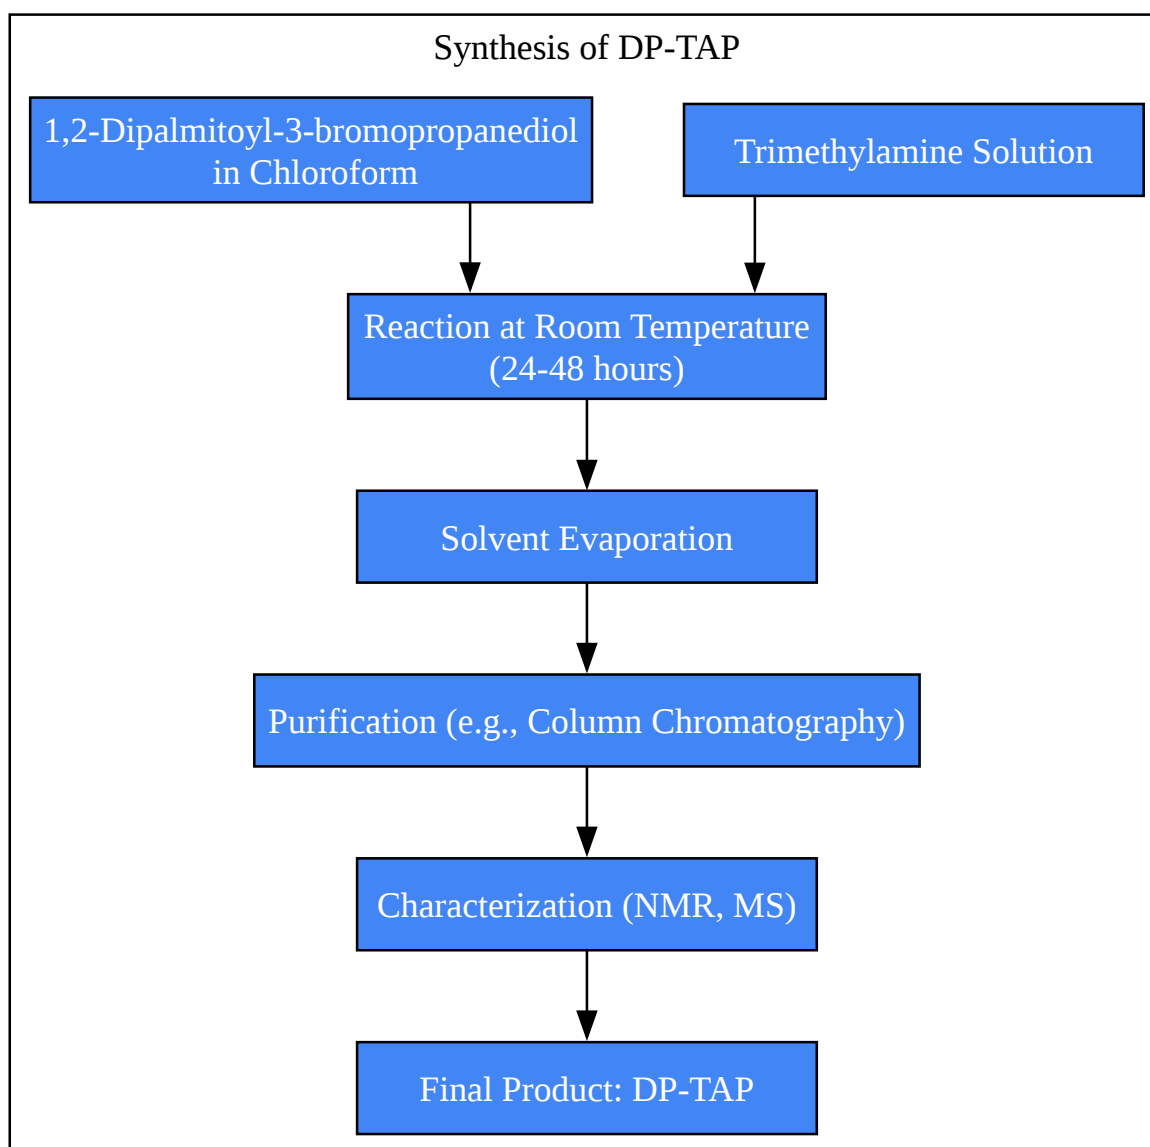 Synthesis of DP-TAP
1,2-Dipalmitoyl-3-bromopropanediol
in Chloroform
Trimethylamine Solution
Reaction at Room Temperature
(24-48 hours)
Solvent Evaporation
Purification (e.g., Column Chromatography)
Characterization (NMR, MS)
Final Product: DP-TAP